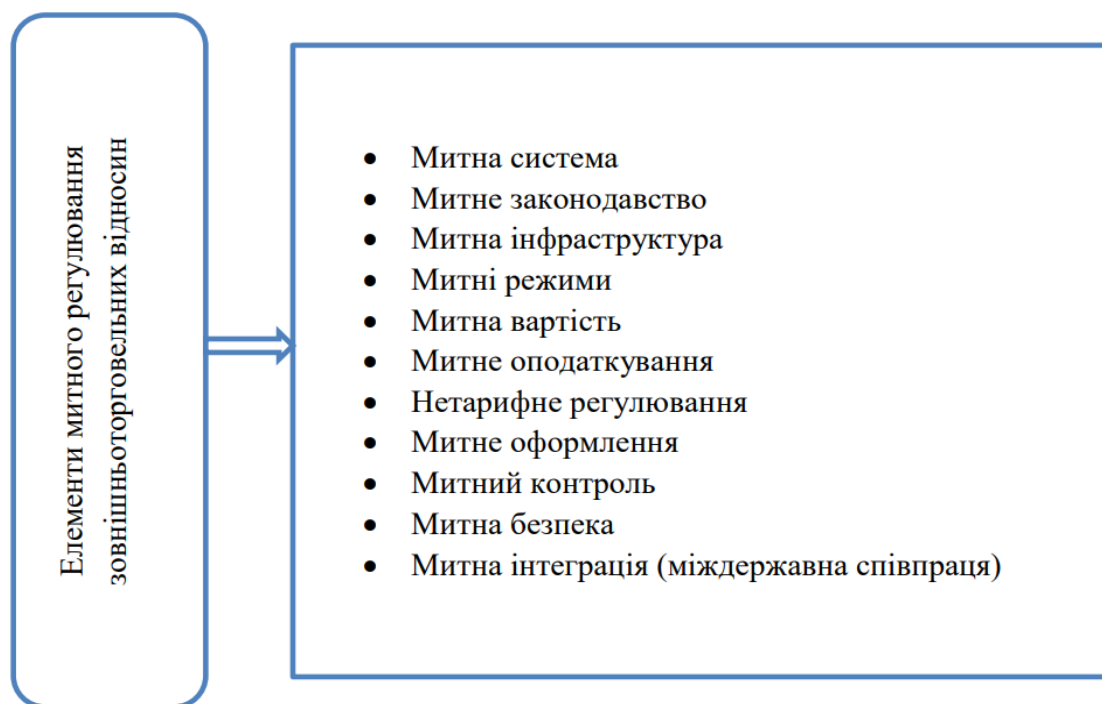 Елементи митного регулювання
зовнішньоторговельних відносин
• Митна система
• Митне законодавство
• Митна інфраструктура
• Митні режими
• Митна вартість
• Митне оподаткування
• Нетарифне регулювання
• Митне оформлення
• Митний контроль
• Митна безпека
• Митна інтеграція (міждержавна співпраця)